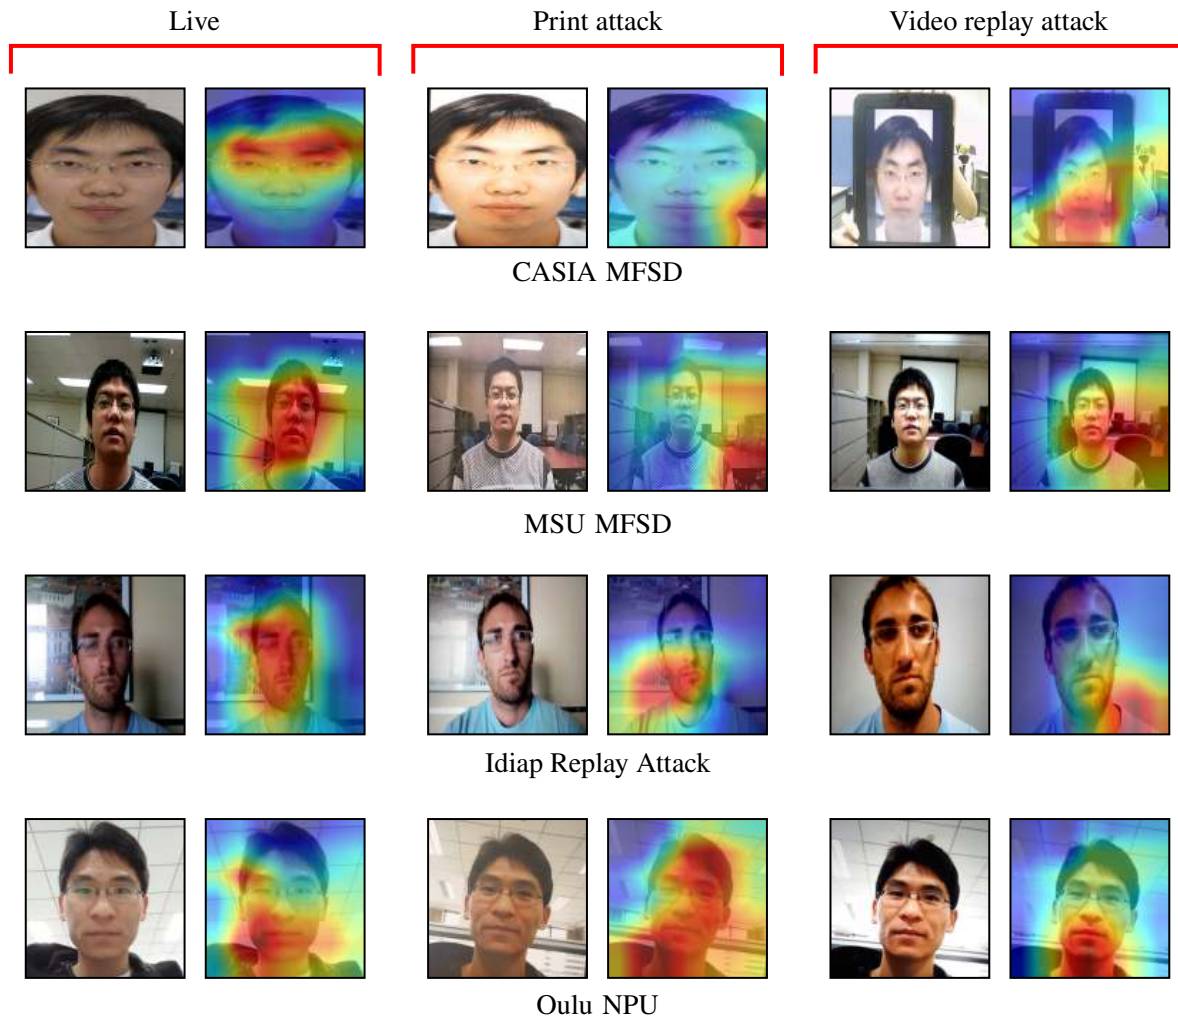 Live
Print attack
Video replay attack
CASIA MFSD
MSU MFSD
Idiap Replay Attack
Oulu NPU